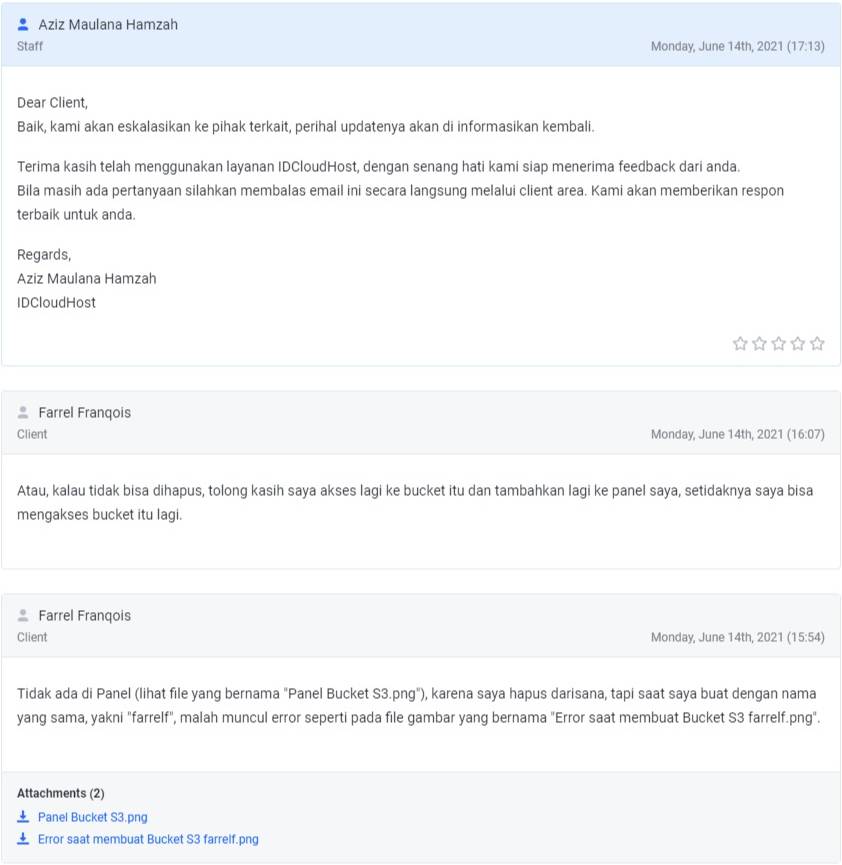 Aziz Maulana Hamzah
Staff
Monday, June 14th, 2021 (17:13)
Dear Client,
Baik, kami akan eskalasikan ke pihak terkait, perihal updatenya akan di informasikan kembali.
Terima kasih telah menggunakan layanan IDCloudHost, dengan senang hati kami siap menerima feedback dari anda.
Bila masih ada pertanyaan silahkan membalas email ini secara langsung melalui client area. Kami akan memberikan respon
terbaik untuk anda.
Regards,
Aziz Maulana Hamzah
IDCloudHost
Farrel Franqois
Client
Monday, June 14th, 2021 (16:07)
Atau, kalau tidak bisa dihapus, tolong kasih saya akses lagi ke bucket itu dan tambahkan lagi ke panel saya, setidaknya saya bisa
mengakses bucket itu lagi.
Farrel Franqois
Client
Monday, June 14th, 2021 (15:54)
Tidak ada di Panel (lihat file yang bernama "Panel Bucket S3.png"), karena saya hapus darisana, tapi saat saya buat dengan nama
yang sama, yakni "farrelf", malah muncul error seperti pada file gambar yang bernama "Error saat membuat Bucket S3 farrelf.png".
Attachments (2)
Panel Bucket S3.png
Error saat membuat Bucket S3 farrelf.png